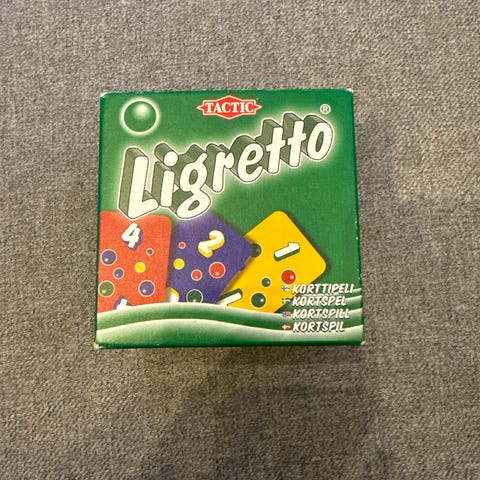 TACTIC
Ligretto®
4
2
1
KORTTIPELI
KORTSPEL
KORTSPILL
KORTSPIL